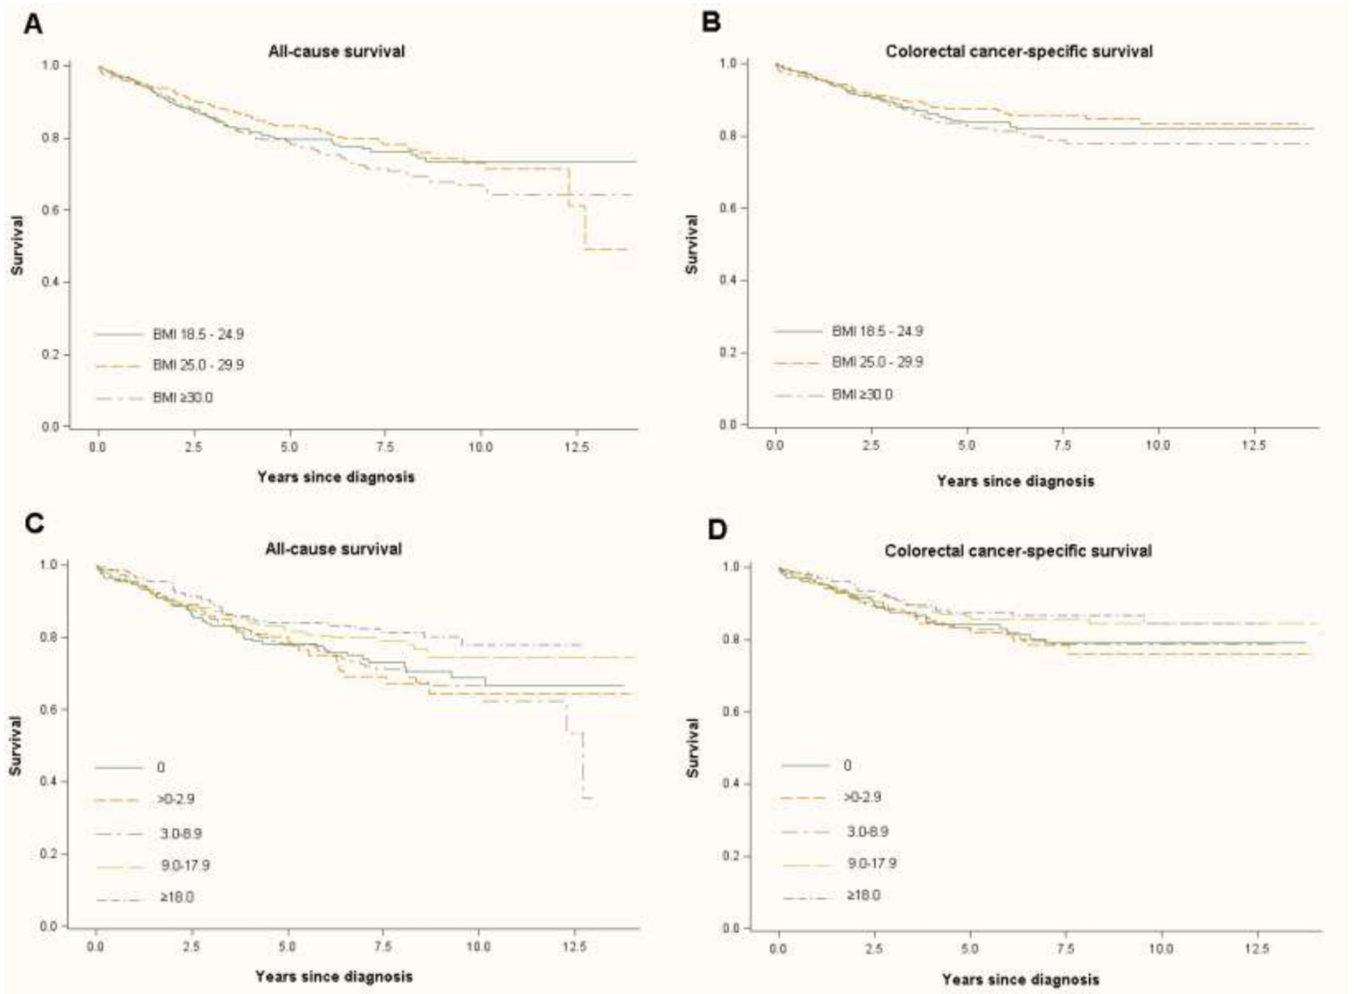 A
All-cause survival
1.0
0.8
0.6
0.4
0.2
0.0
Survival
BMI 18.5 - 24.9
BMI 25.0 - 29.9
BMI ≥30.0
0.0 2.5 5.0 7.5 10.0 12.5
Years since diagnosis
B
Colorectal cancer-specific survival
1.0
0.8
0.6
0.4
0.2
0.0
Survival
BMI 18.5 - 24.9
BMI 25.0 - 29.9
BMI ≥30.0
0.0 2.5 5.0 7.5 10.0 12.5
Years since diagnosis
C
All-cause survival
1.0
0.8
0.6
0.4
0.2
0.0
Survival
0
>0-2.9
3.0-8.9
9.0-17.9
≥18.0
0.0 2.5 5.0 7.5 10.0 12.5
Years since diagnosis
D
Colorectal cancer-specific survival
1.0
0.8
0.6
0.4
0.2
0.0
Survival
0
>0-2.9
3.0-8.9
9.0-17.9
≥18.0
0.0 2.5 5.0 7.5 10.0 12.5
Years since diagnosis